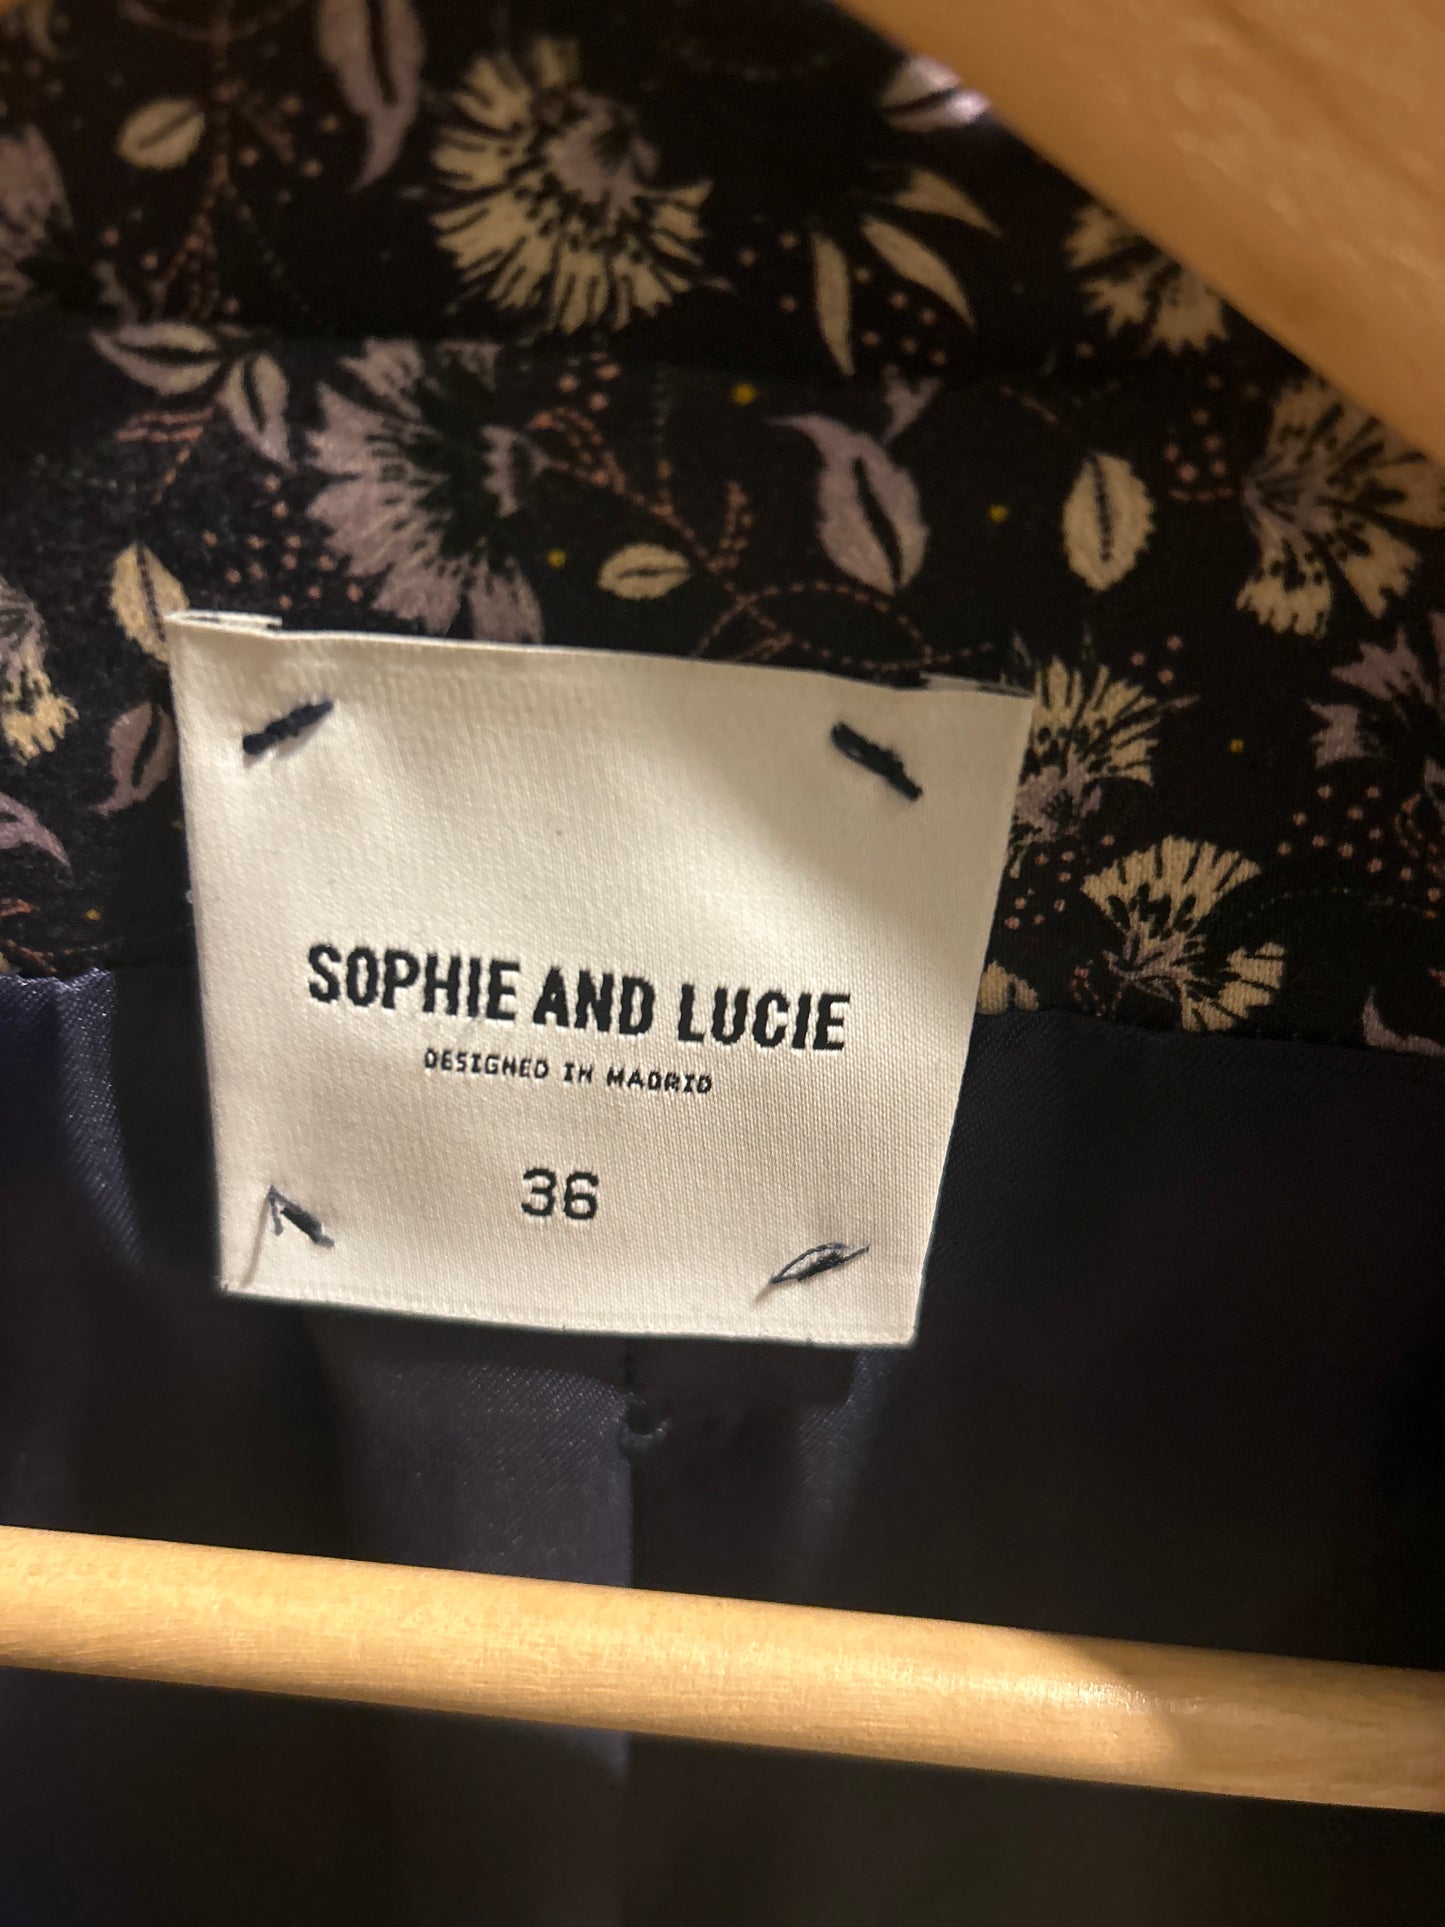 SOPHIE AND LUCIE
DESIGNED IN MADRID
36